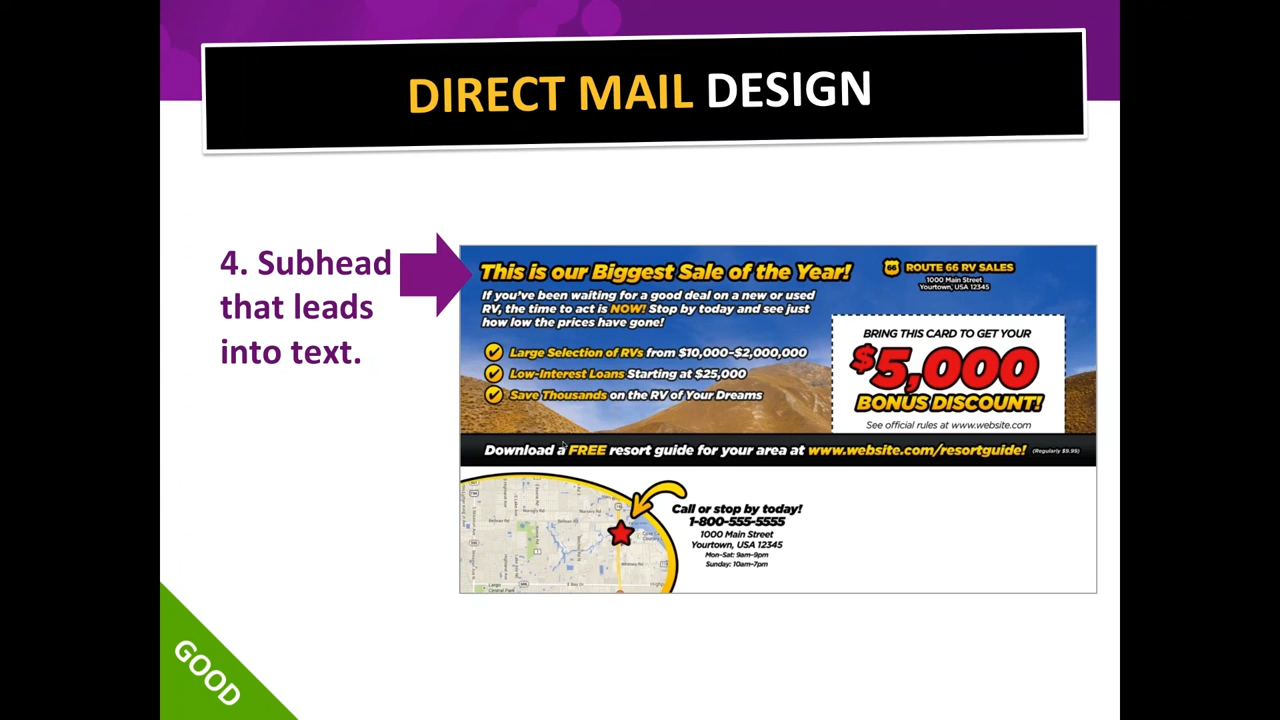 DIRECT MAIL DESIGN
4. Subhead
that leads
into text.
This is our Biggest Sale of the Year!
If you've been waiting for a good deal on a new or used
RV, the time to act is NOW! Stop by today and see just
how low the prices have gone!
Large Selection of RVs from $10,000–$2,000,000
Low-interest Loans Starting at $25,000
Save Thousands on the RV of Your Dreams
66 ROUTE 66 RV SALES
1000 Main Street
Yourtown, USA 12345
BRING THIS CARD TO GET YOUR
$5,000
BONUS DISCOUNT!
See official rules at www.website.com
Download a FREE resort guide for your area at www.website.com/resortguide! (Regularly $9.95)
Call or stop by today!
1-800-555-5555
1000 Main Street
Yourtown, USA 12345
Mon-Sat: 9am-9pm
Sunday: 10am-7pm
Largo
Central Park
GOOD